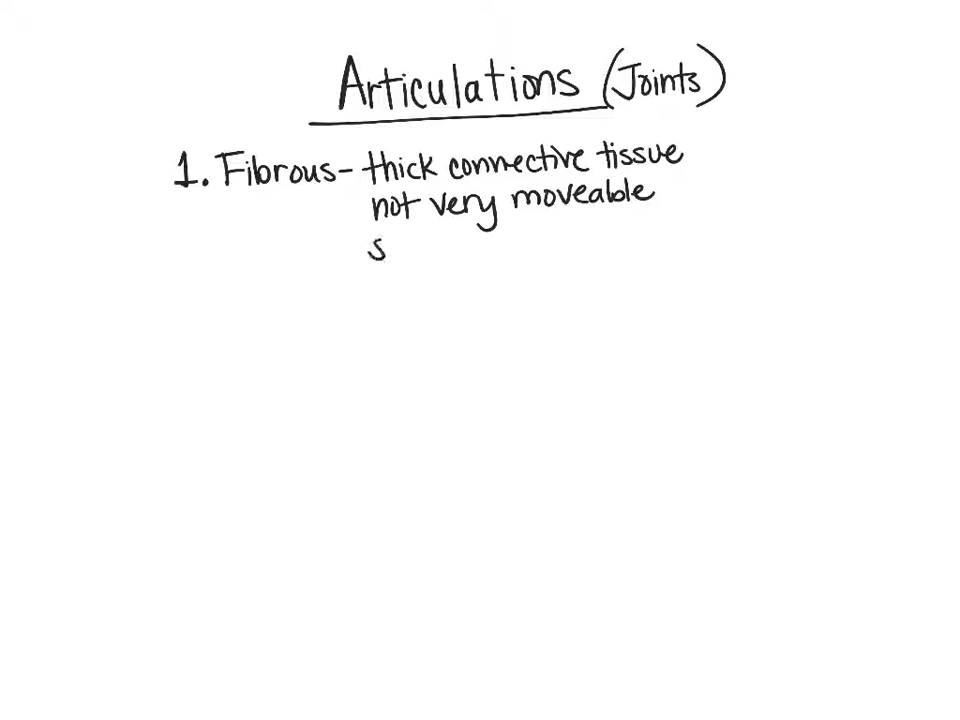 Articulations (Joints)
1. Fibrous - thick connective tissue
not very moveable
s